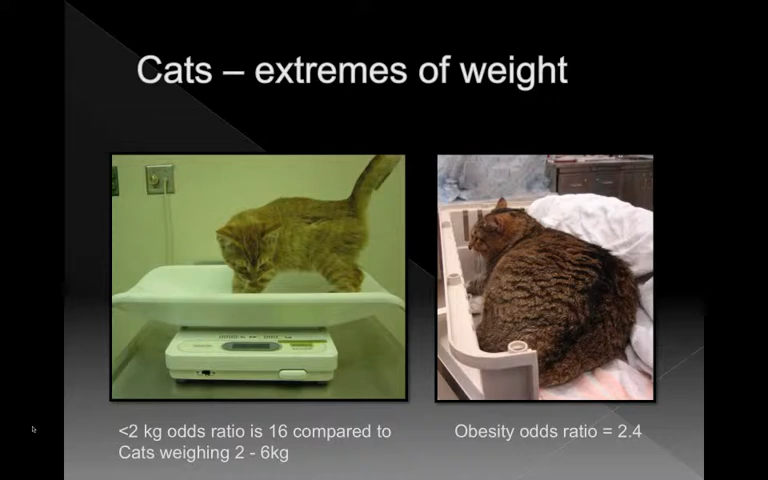 Cats – extremes of weight
<2 kg odds ratio is 16 compared to
Cats weighing 2 - 6kg
Obesity odds ratio = 2.4